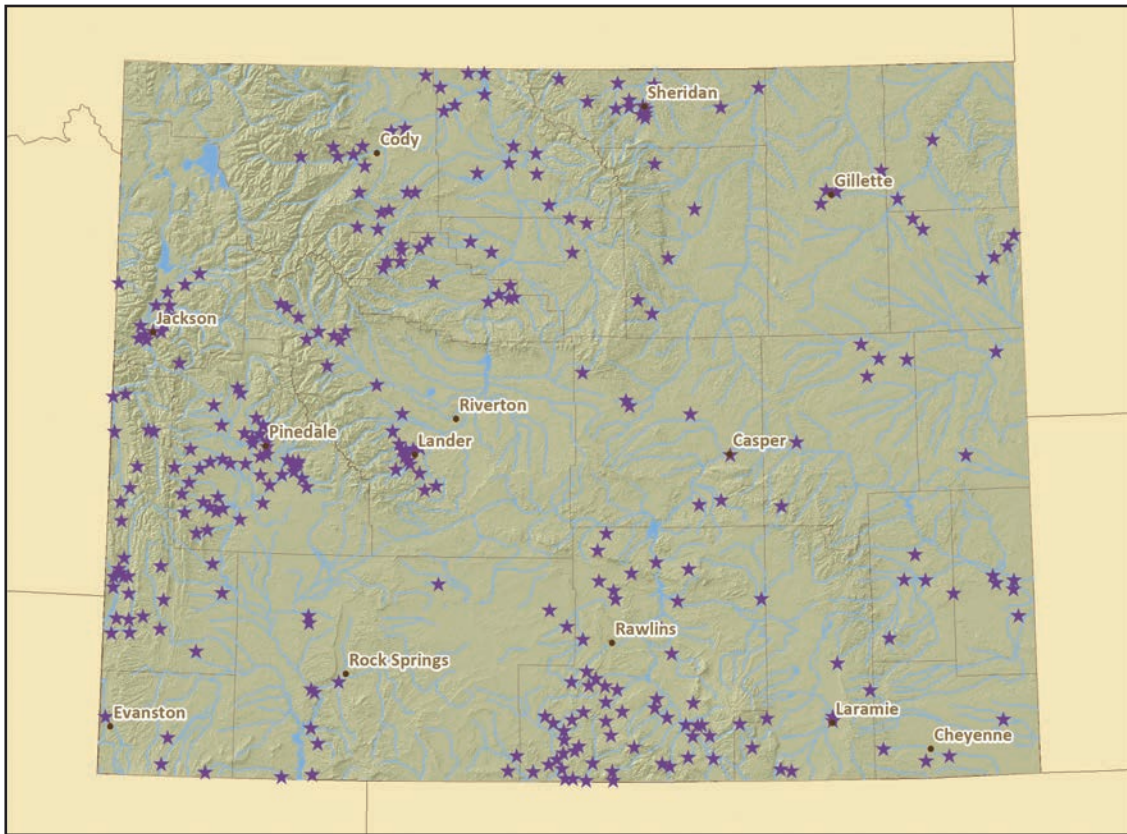 Sheridan
Cody
Gillette
Jackson
Riverton
Pinedale
Lander
Casper
Rawlins
Rock Springs
Evanston
Laramie
Cheyenne